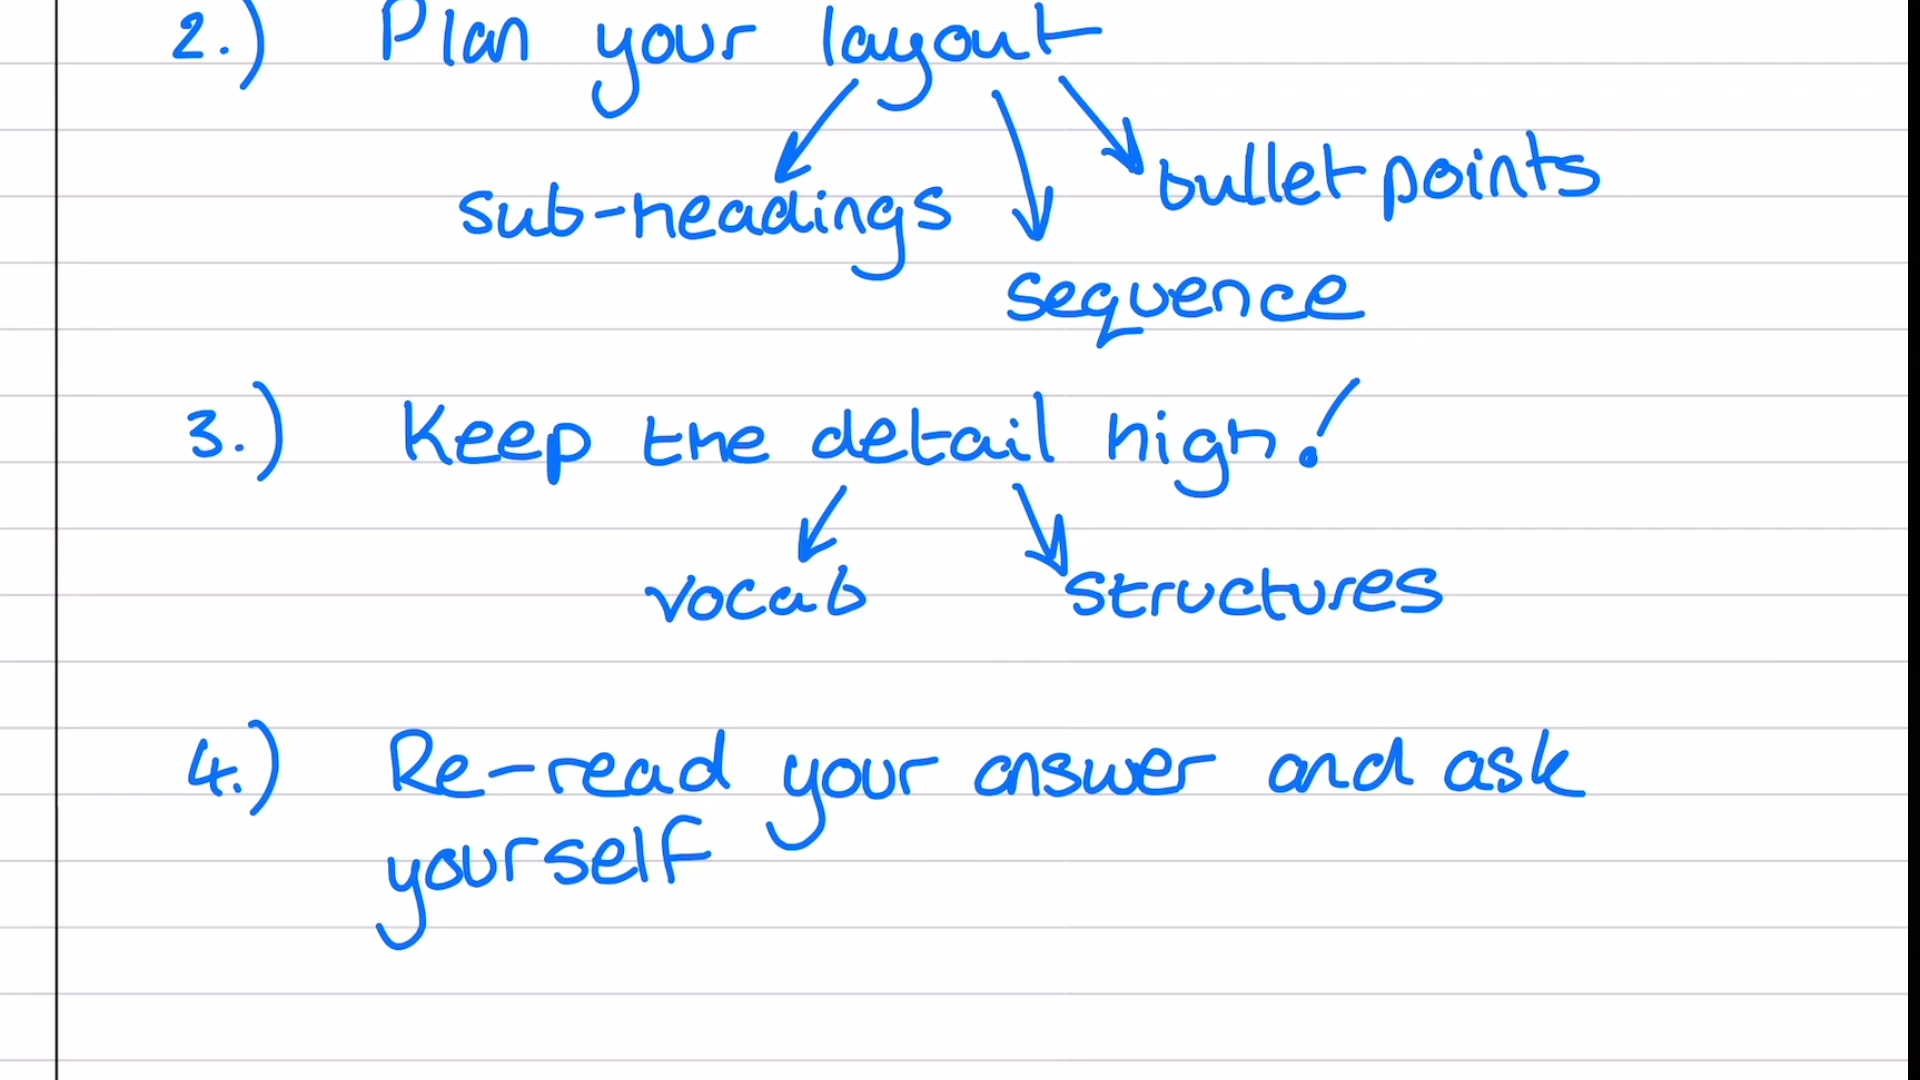 2.) Plan your layout
bullet points
sub-headings
sequence
3.) Keep the detail high!
vocab structures
4.) Re-read your answer and ask
yourself